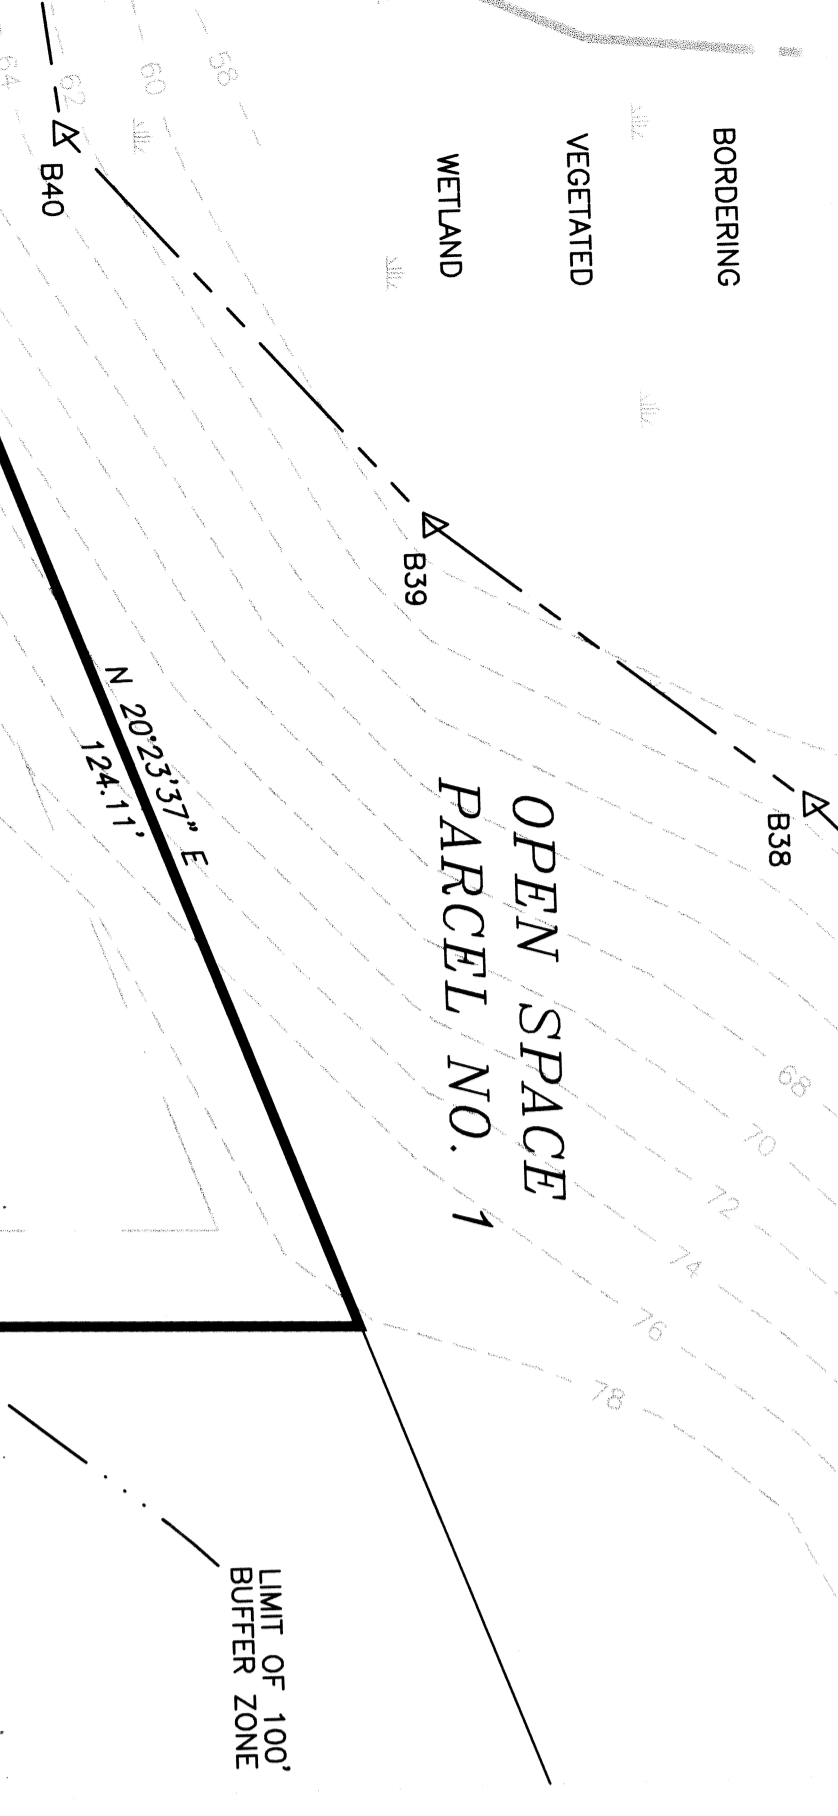 BORDERING
VEGETATED
WETLAND
58
60
62
64
B40
B39
B38
OPEN SPACE
PARCEL NO. 1
N 20°23'37" E
124.11'
68
70
72
74
76
78
LIMIT OF 100'
BUFFER ZONE